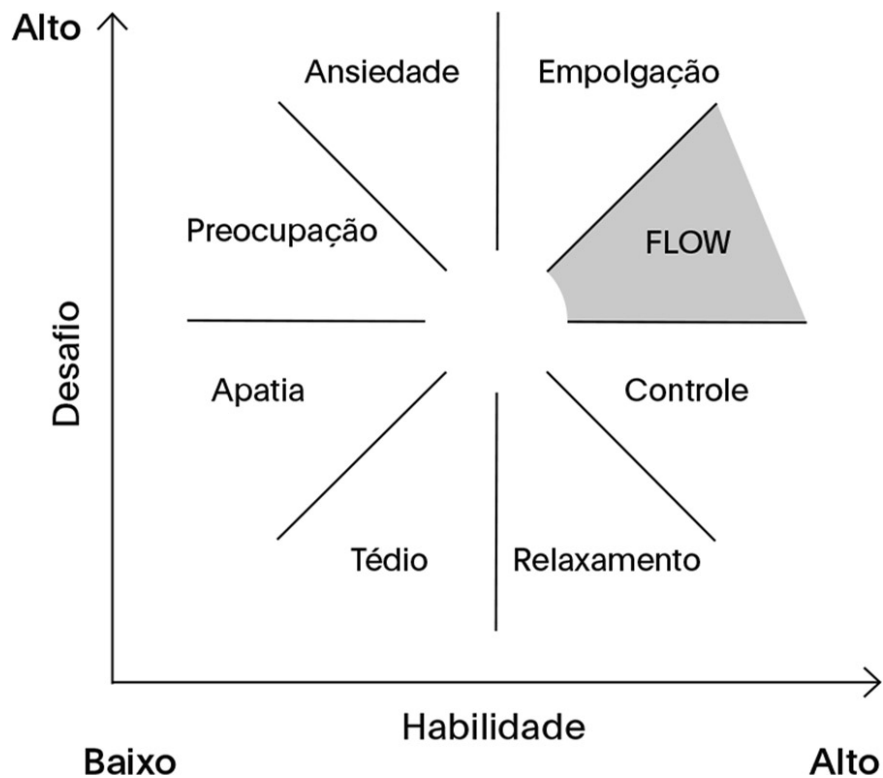 Alto
Ansiedade
Empolgação
Preocupação
FLOW
Desafio
Apatia
Controle
Tédio
Relaxamento
Habilidade
Baixo
Alto